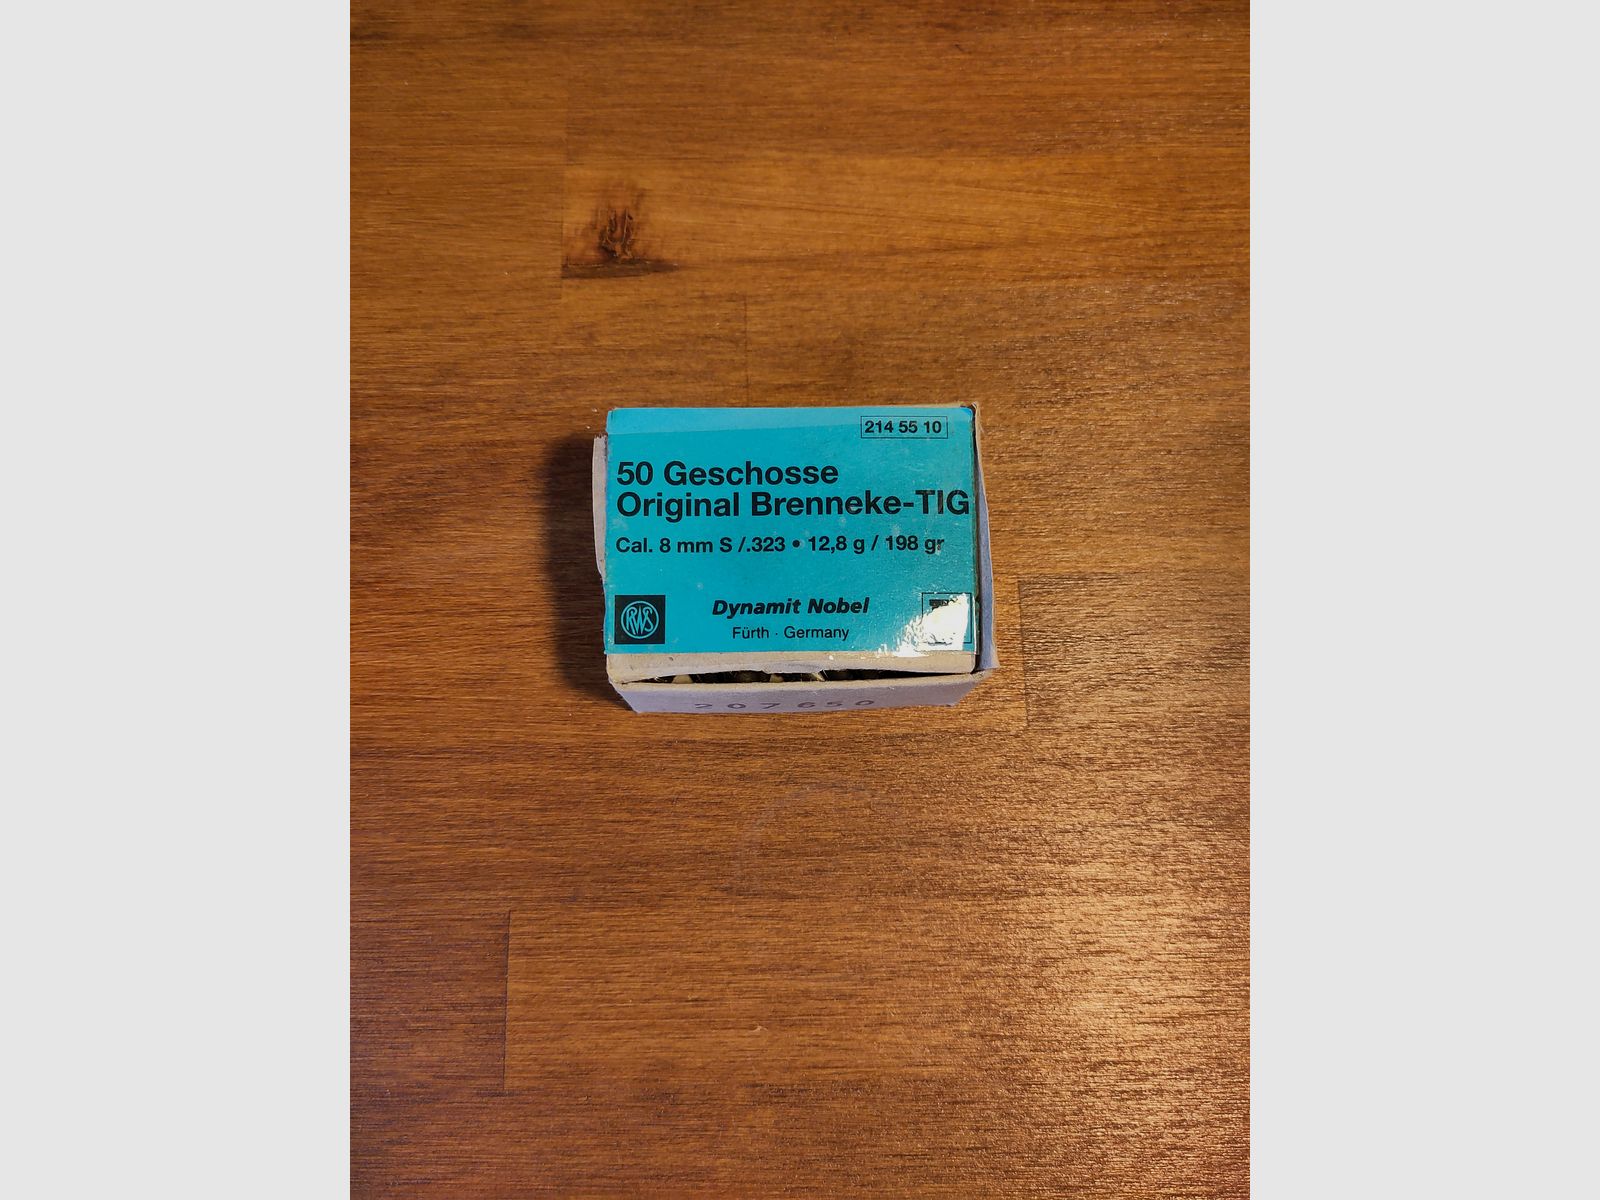 214 55 10
50 Geschosse
Original Brenneke-TIG
Cal. 8 mm S /.323 • 12,8 g / 198 gr
RWS
Dynamit Nobel
Fürth · Germany
207650